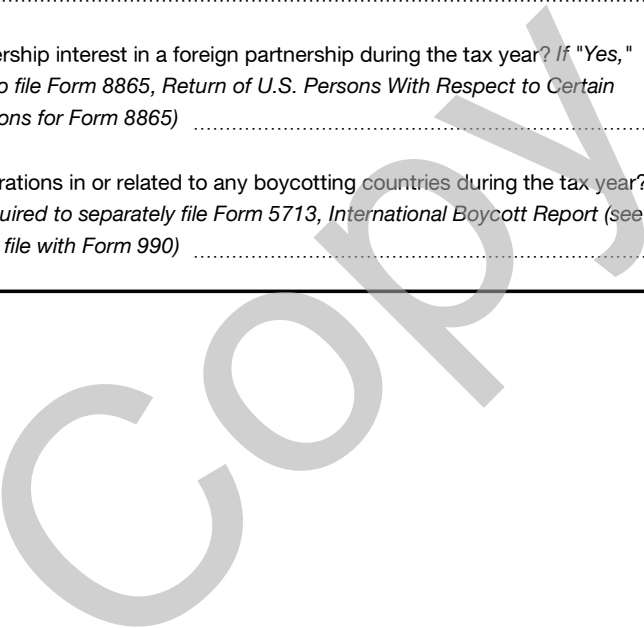 ership interest in a foreign partnership during the tax year? If "Yes,"
o file Form 8865, Return of U.S. Persons With Respect to Certain
ons for Form 8865)
rations in or related to any boycotting countries during the tax year?
uired to separately file Form 5713, International Boycott Report (see
file with Form 990)
Copy